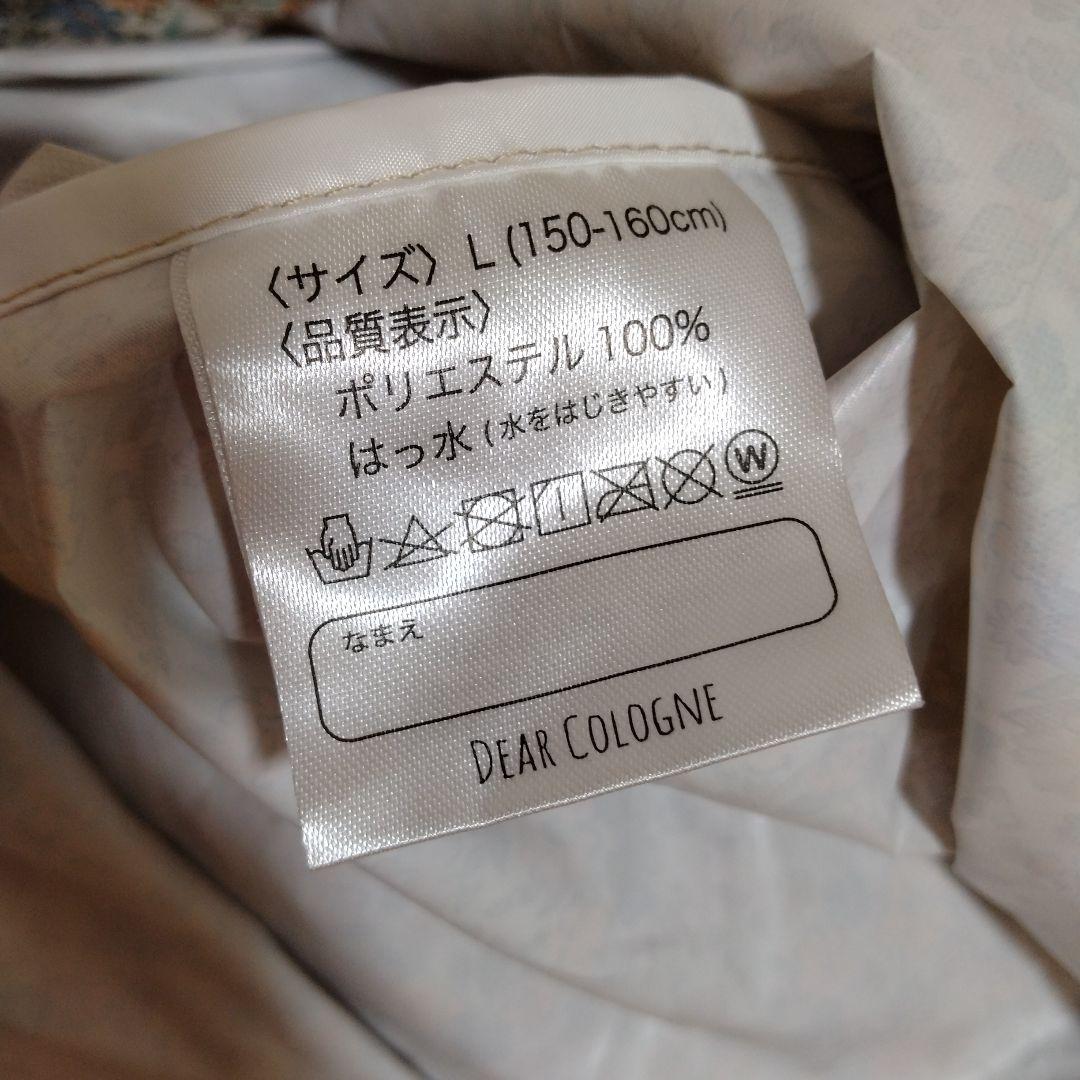 〈サイズ〉 L (150-160cm)
〈品質表示〉
ポリエステル 100%
はっ水 (水をはじきやすい)
W
なまえ
DEAR COLOGNE